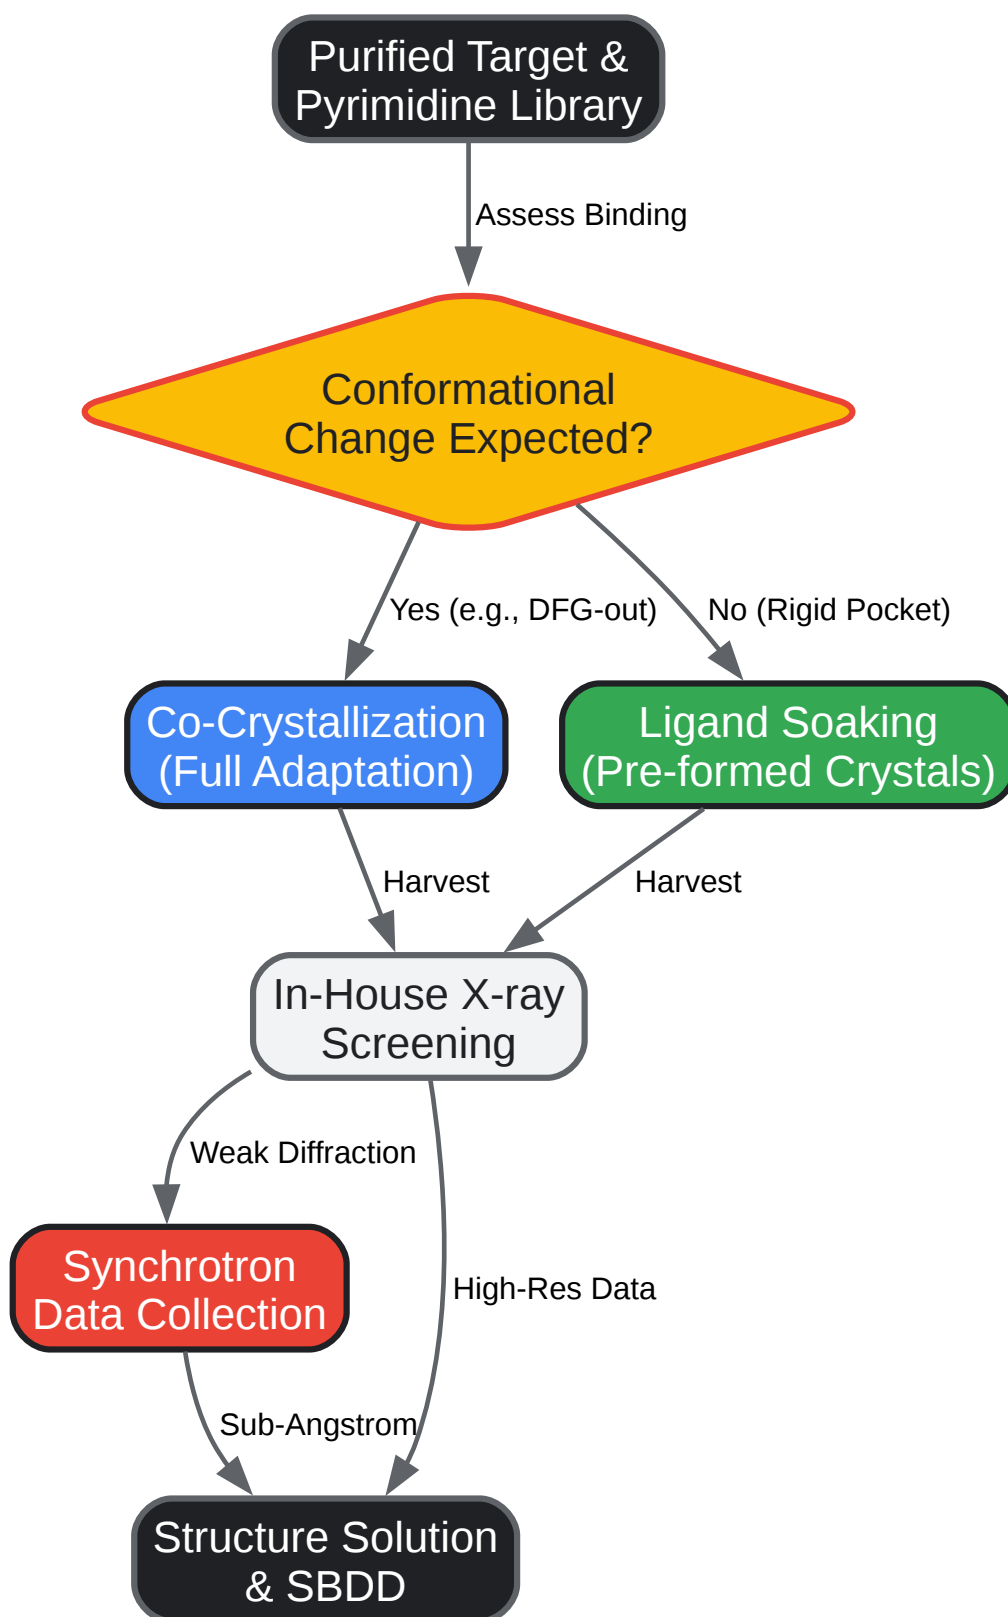 Purified Target &
Pyrimidine Library
Assess Binding
Conformational
Change Expected?
Yes (e.g., DFG-out)
No (Rigid Pocket)
Co-Crystallization
(Full Adaptation)
Ligand Soaking
(Pre-formed Crystals)
Harvest
Harvest
In-House X-ray
Screening
Weak Diffraction
Synchrotron
Data Collection
High-Res Data
Sub-Angstrom
Structure Solution
& SBDD